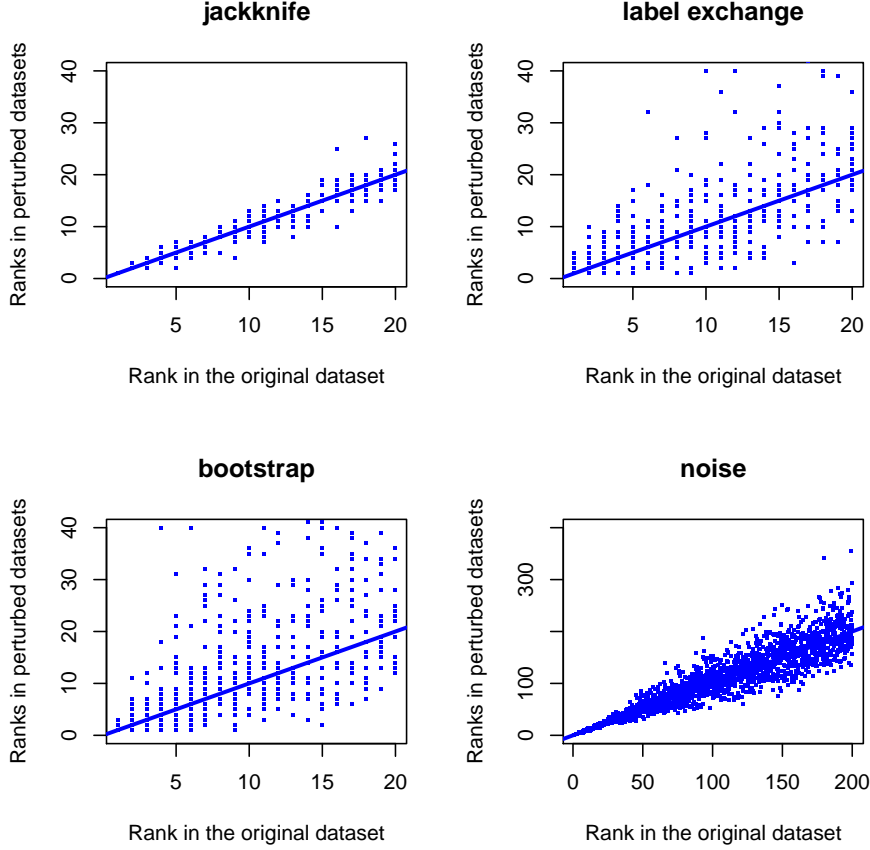 jackknife
Ranks in perturbed datasets
0 10 20 30 40
5 10 15 20
Rank in the original dataset
label exchange
Ranks in perturbed datasets
0 10 20 30 40
5 10 15 20
Rank in the original dataset
bootstrap
Ranks in perturbed datasets
0 10 20 30 40
5 10 15 20
Rank in the original dataset
noise
Ranks in perturbed datasets
0 100 300
0 50 100 150 200
Rank in the original dataset